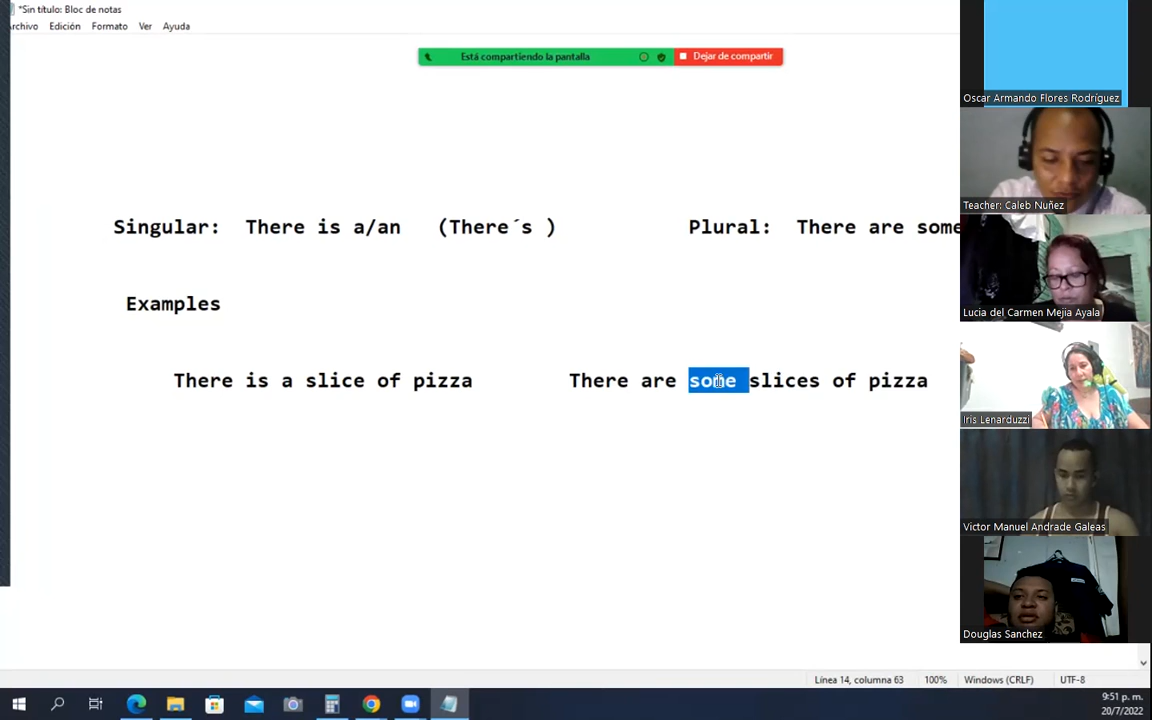 *Sin título: Bloc de notas
rchivo Edición Formato Ver Ayuda
Está compartiendo la pantalla Dejar de compartir
Oscar Armando Flores Rodríguez
Teacher: Caleb Nuñez
Singular: There is a/an (There´s ) Plural: There are some
Lucia del Carmen Mejia Ayala
Examples
There is a slice of pizza There are some slices of pizza
Iris Lenarduzzi
Victor Manuel Andrade Galeas
Douglas Sanchez
Línea 14, columna 63 100% Windows (CRLF) UTF-8
9:51 p. m.
20/7/2022